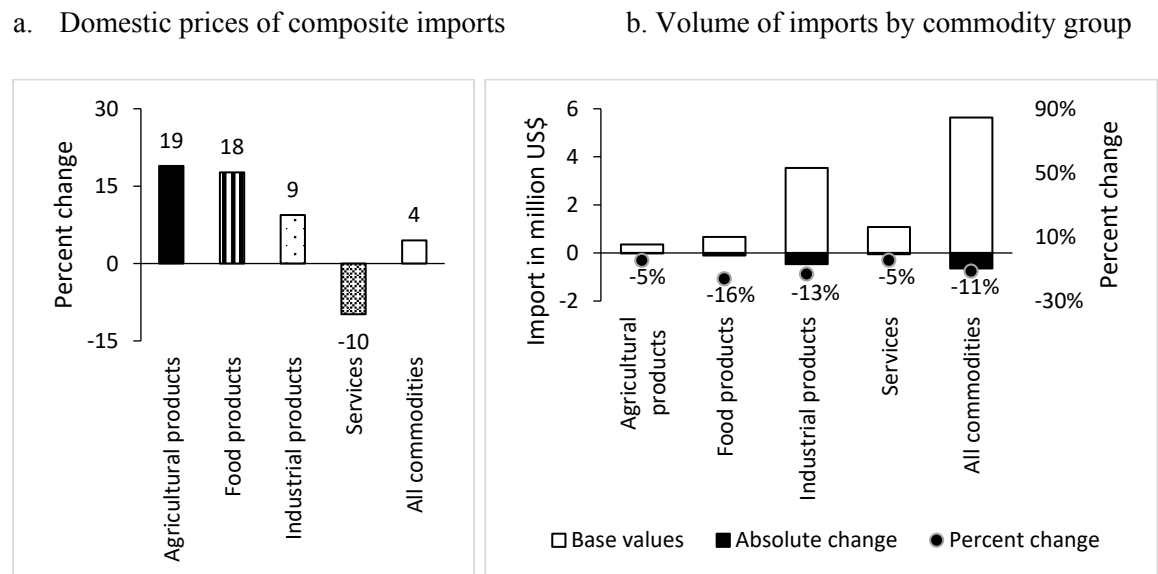 a. Domestic prices of composite imports
b. Volume of imports by commodity group
Percent change
30
15
0
-15
19
18
9
-10
4
Agricultural products
Food products
Industrial products
Services
All commodities
Import in million US$
6
4
2
0
-2
90%
50%
10%
-30%
Percent change
-5%
-16%
-13%
-5%
-11%
Agricultural
products
Food products
Industrial products
Services
All commodities
Base values
Absolute change
Percent change